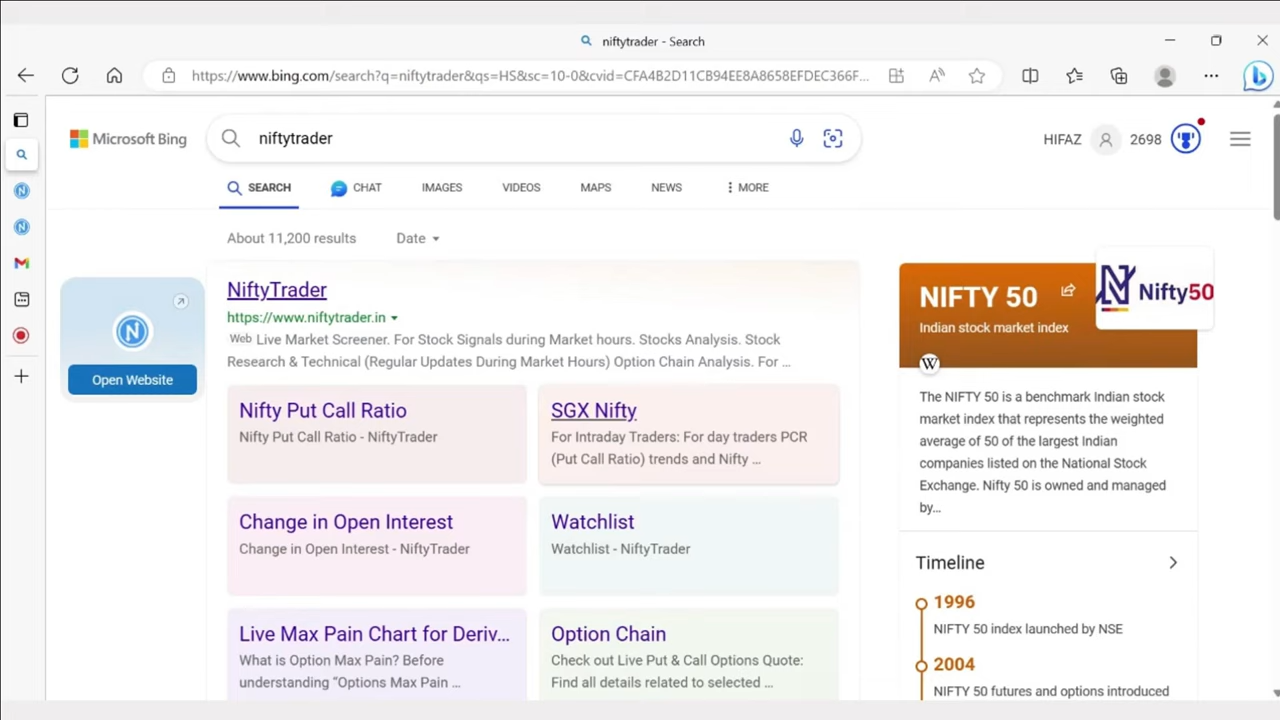 niftytrader - Search
https://www.bing.com/search?q=niftytrader&qs=HS&sc=10-0&cvid=CFA4B2D11CB94EE8A8658EFDEC366F...
Microsoft Bing
niftytrader
HIFAZ
2698
SEARCH
CHAT
IMAGES
VIDEOS
MAPS
NEWS
MORE
About 11,200 results
Date
Open Website
NiftyTrader
https://www.niftytrader.in
Web Live Market Screener. For Stock Signals during Market hours. Stocks Analysis. Stock
Research & Technical (Regular Updates During Market Hours) Option Chain Analysis. For ...
Nifty Put Call Ratio
Nifty Put Call Ratio - NiftyTrader
SGX Nifty
For Intraday Traders: For day traders PCR
(Put Call Ratio) trends and Nifty ...
Change in Open Interest
Change in Open Interest - NiftyTrader
Watchlist
Watchlist - NiftyTrader
Live Max Pain Chart for Deriv...
What is Option Max Pain? Before
understanding “Options Max Pain ...
Option Chain
Check out Live Put & Call Options Quote:
Find all details related to selected ...
NIFTY 50
Indian stock market index
Nifty50
W
The NIFTY 50 is a benchmark Indian stock
market index that represents the weighted
average of 50 of the largest Indian
companies listed on the National Stock
Exchange. Nifty 50 is owned and managed
by...
Timeline
1996
NIFTY 50 index launched by NSE
2004
NIFTY 50 futures and options introduced